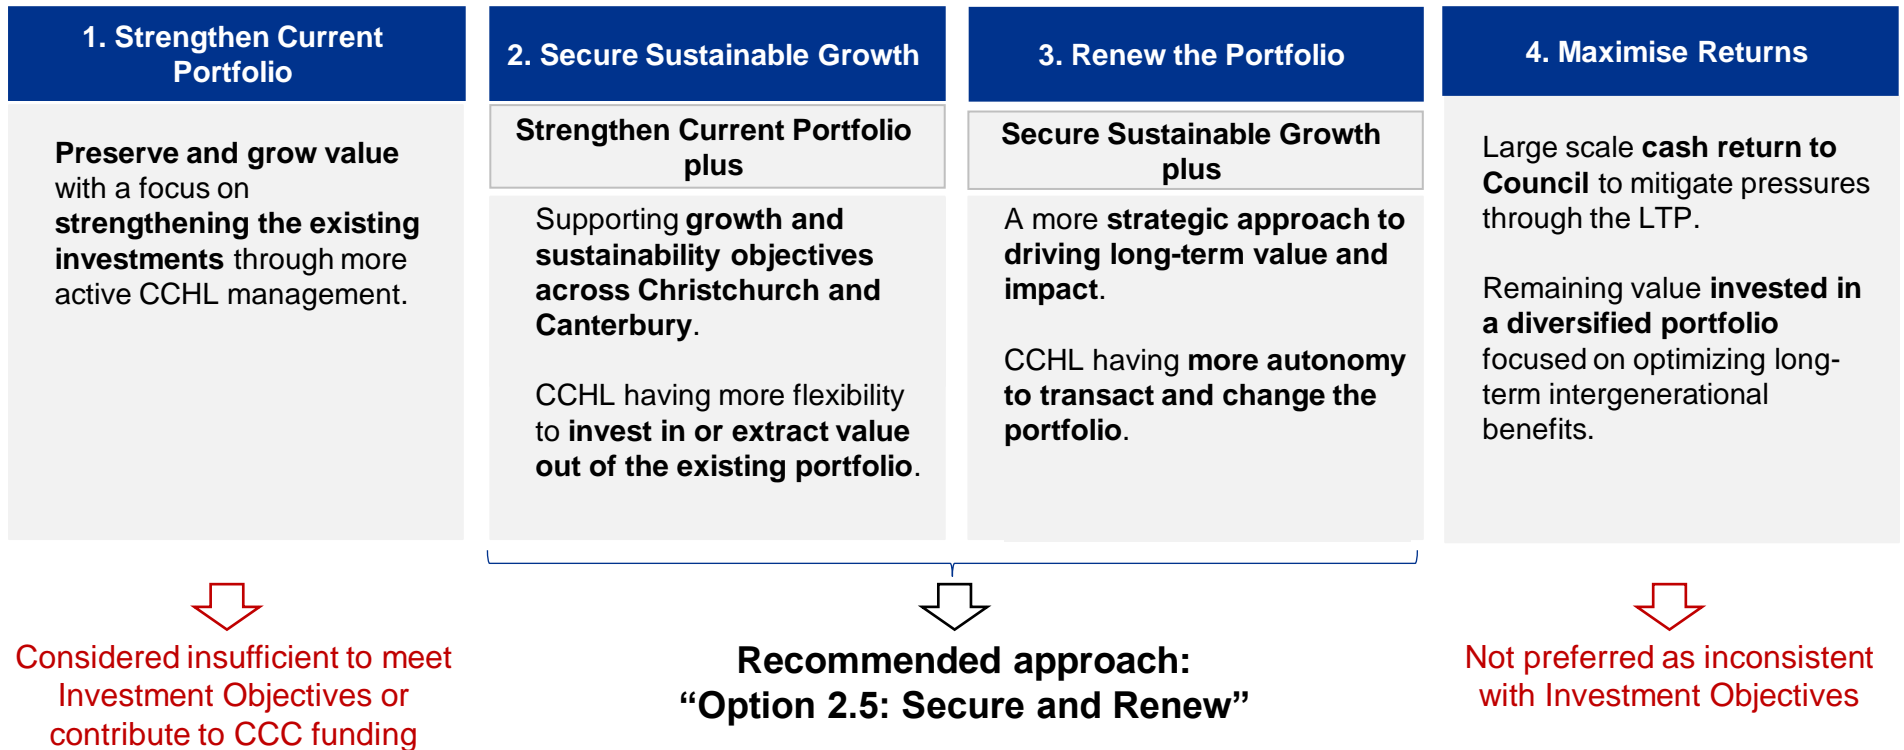 1. Strengthen Current
Portfolio
Preserve and grow value
with a focus on
strengthening the existing
investments through more
active CCHL management.
Considered insufficient to meet
Investment Objectives or
contribute to CCC funding
2. Secure Sustainable Growth
Strengthen Current Portfolio
plus
Supporting growth and
sustainability objectives
across Christchurch and
Canterbury.
CCHL having more flexibility
to invest in or extract value
out of the existing portfolio.
3. Renew the Portfolio
Secure Sustainable Growth
plus
A more strategic approach to
driving long-term value and
impact.
CCHL having more autonomy
to transact and change the
portfolio.
Recommended approach:
“Option 2.5: Secure and Renew”
4. Maximise Returns
Large scale cash return to
Council to mitigate pressures
through the LTP.
Remaining value invested in
a diversified portfolio
focused on optimizing long-
term intergenerational
benefits.
Not preferred as inconsistent
with Investment Objectives